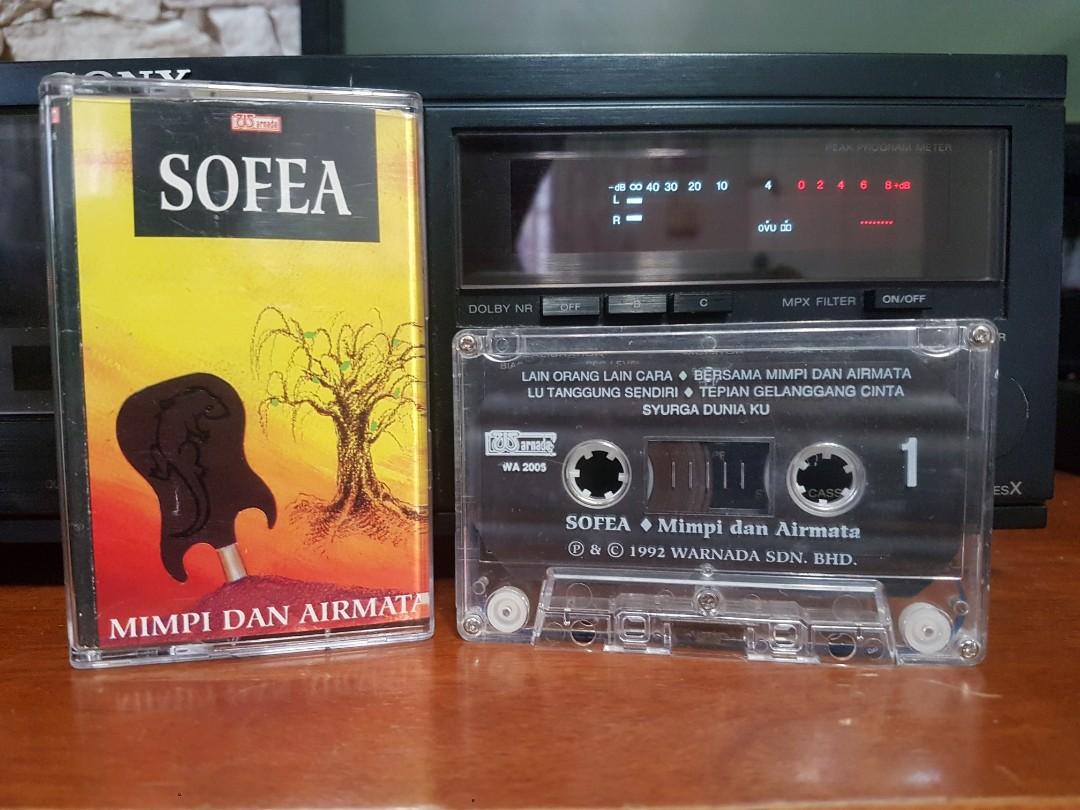 SONY
Warnada
SOFEA
MIMPI DAN AIRMATA
PEAK PROGRAM METER
-dB ∞ 40 30 20 10 4 0 2 4 6 8 +dB
L
R
0VU
DOLBY NR OFF B C MPX FILTER ON/OFF
LAIN ORANG LAIN CARA ♦ BERSAMA MIMPI DAN AIRMATA
LU TANGGUNG SENDIRI ♦ TEPIAN GELANGGANG CINTA
SYURGA DUNIA KU
Warnada
WA 2005
1
SOFEA ♦ Mimpi dan Airmata
Ⓟ & © 1992 WARNADA SDN. BHD.